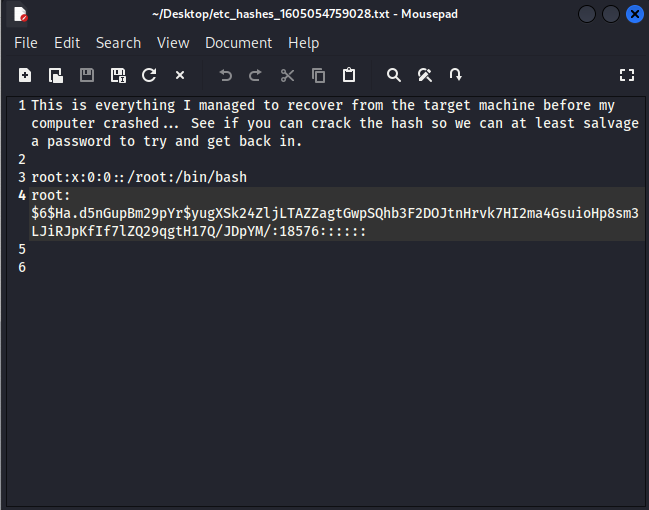 ~/Desktop/etc_hashes_1605054759028.txt - Mousepad
File Edit Search View Document Help
1 This is everything I managed to recover from the target machine before my
computer crashed... See if you can crack the hash so we can at least salvage
a password to try and get back in.
2
3 root:x:0:0::/root:/bin/bash
4 root:
$6$Ha.d5nGupBm29pYr$yugXSk24ZljLTAZZagtGwpSQhb3F2DOJtnHrvk7HI2ma4GsuioHp8sm3
LJiRJpKfIf7lZQ29qgtH17Q/JDpYM/:18576::::::
5
6